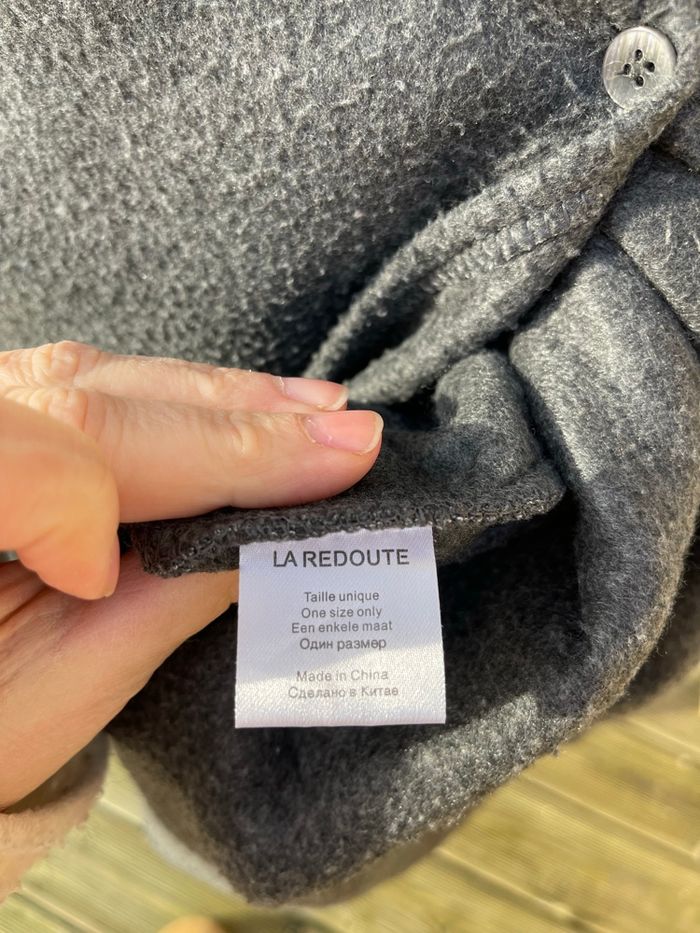 LA REDOUTE
Taille unique
One size only
Een enkele maat
Один размер
Made in China
Сделано в Китае